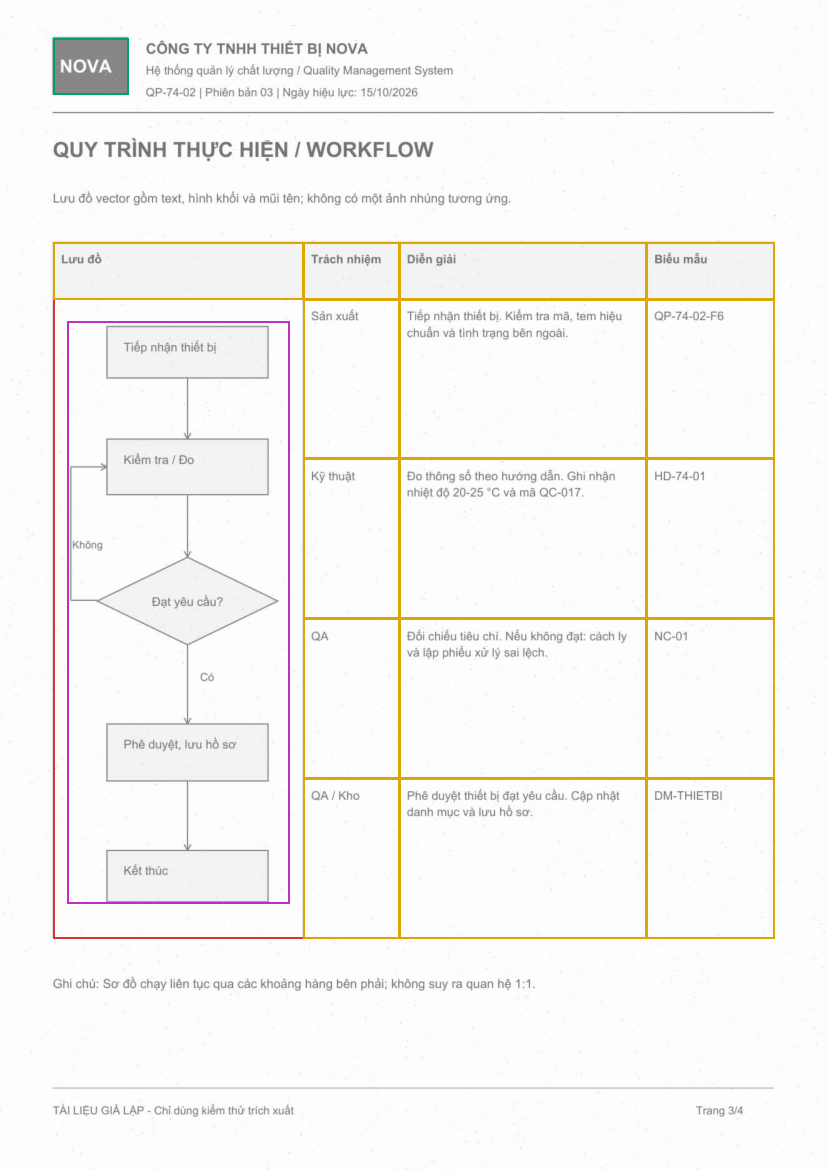 NOVA
CÔNG TY TNHH THIẾT BỊ NOVA
Hệ thống quản lý chất lượng / Quality Management System
QP-74-02 | Phiên bản 03 | Ngày hiệu lực: 15/10/2026
QUY TRÌNH THỰC HIỆN / WORKFLOW
Lưu đồ vector gồm text, hình khối và mũi tên; không có một ảnh nhúng tương ứng.
Lưu đồ
Trách nhiệm
Diễn giải
Biểu mẫu
Tiếp nhận thiết bị
Kiểm tra / Đo
Không
Đạt yêu cầu?
Có
Phê duyệt, lưu hồ sơ
Kết thúc
Sản xuất
Tiếp nhận thiết bị. Kiểm tra mã, tem hiệu
chuẩn và tình trạng bên ngoài.
QP-74-02-F6
Kỹ thuật
Đo thông số theo hướng dẫn. Ghi nhận
nhiệt độ 20-25 °C và mã QC-017.
HD-74-01
QA
Đối chiếu tiêu chí. Nếu không đạt: cách ly
và lập phiếu xử lý sai lệch.
NC-01
QA / Kho
Phê duyệt thiết bị đạt yêu cầu. Cập nhật
danh mục và lưu hồ sơ.
DM-THIETBI
Ghi chú: Sơ đồ chạy liên tục qua các khoảng hàng bên phải; không suy ra quan hệ 1:1.
TÀI LIỆU GIẢ LẬP - Chỉ dùng kiểm thử trích xuất
Trang 3/4